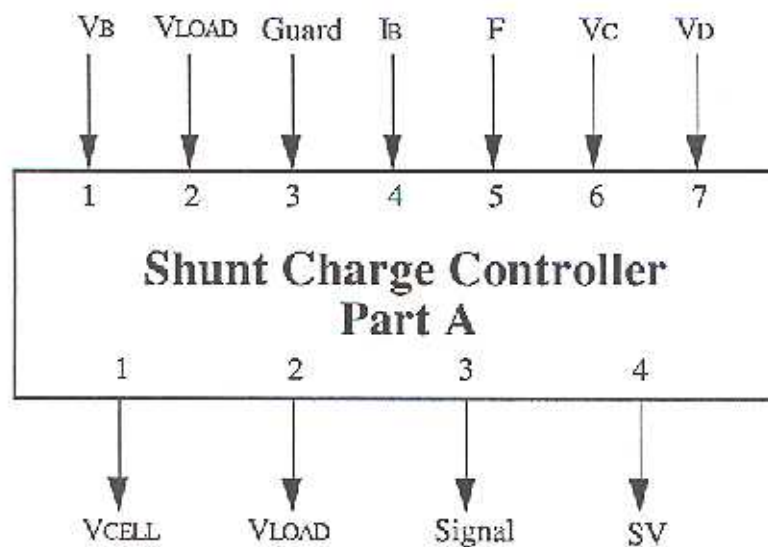 VB VLOAD Guard IB F VC VD
1 2 3 4 5 6 7
Shunt Charge Controller
Part A
1 2 3 4
VCELL VLOAD Signal SV